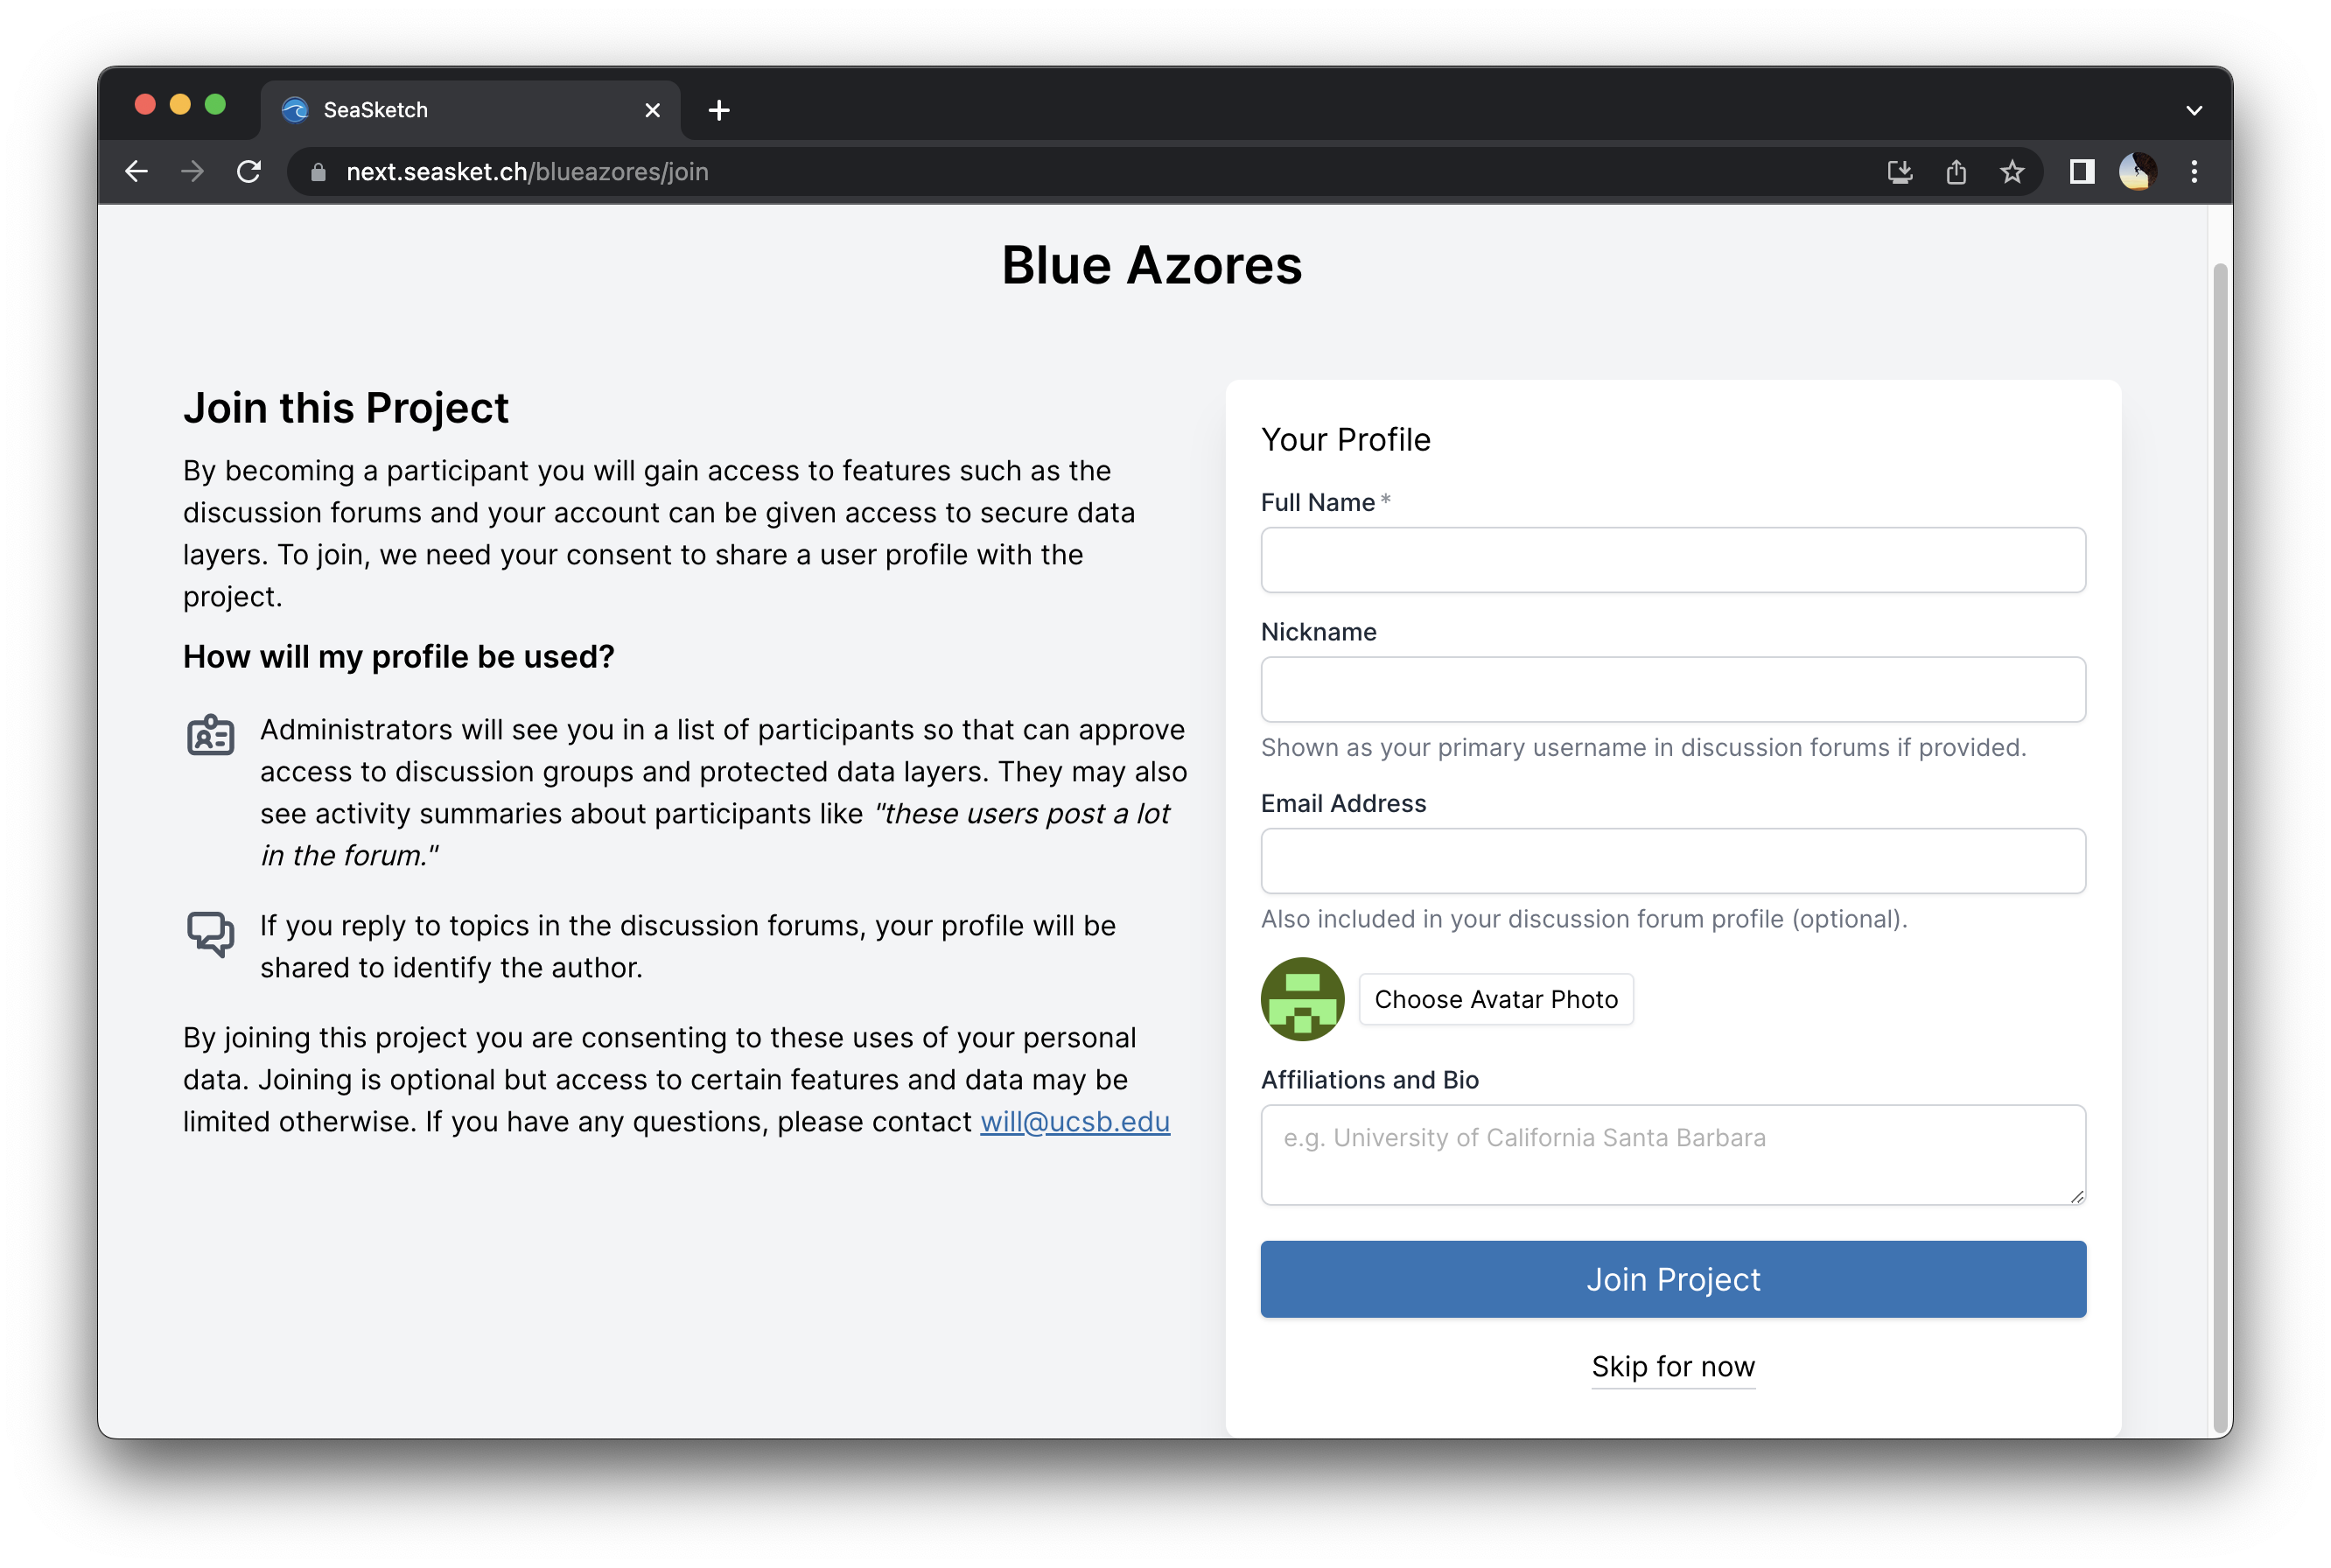 SeaSketch
next.seasket.ch/blueazores/join
Blue Azores
Join this Project
By becoming a participant you will gain access to features such as the
discussion forums and your account can be given access to secure data
layers. To join, we need your consent to share a user profile with the
project.
How will my profile be used?
Administrators will see you in a list of participants so that can approve
access to discussion groups and protected data layers. They may also
see activity summaries about participants like "these users post a lot
in the forum."
If you reply to topics in the discussion forums, your profile will be
shared to identify the author.
By joining this project you are consenting to these uses of your personal
data. Joining is optional but access to certain features and data may be
limited otherwise. If you have any questions, please contact will@ucsb.edu
Your Profile
Full Name *
Nickname
Shown as your primary username in discussion forums if provided.
Email Address
Also included in your discussion forum profile (optional).
Choose Avatar Photo
Affiliations and Bio
e.g. University of California Santa Barbara
Join Project
Skip for now